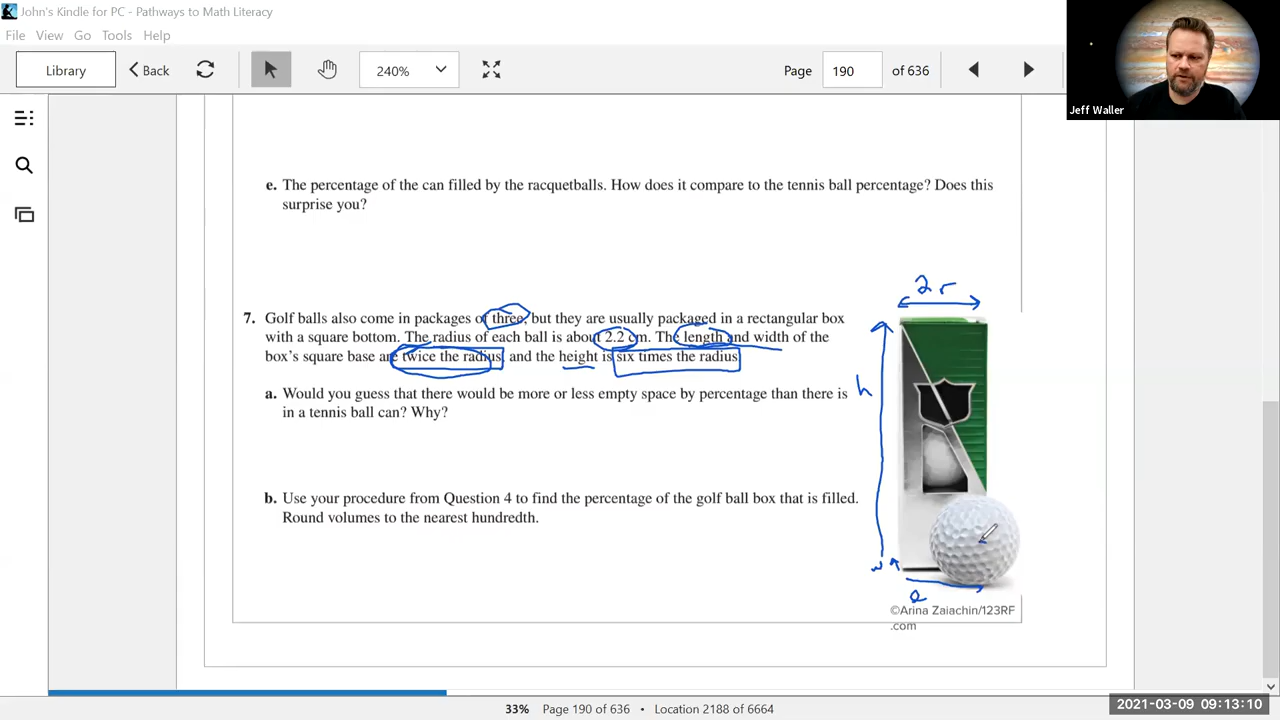 John's Kindle for PC - Pathways to Math Literacy
File View Go Tools Help
Library
Back
240%
Page 190 of 636
Jeff Waller
e. The percentage of the can filled by the racquetballs. How does it compare to the tennis ball percentage? Does this
surprise you?
2r
7. Golf balls also come in packages of three, but they are usually packaged in a rectangular box
with a square bottom. The radius of each ball is about 2.2 cm. The length and width of the
box's square base are twice the radius, and the height is six times the radius.
h
a. Would you guess that there would be more or less empty space by percentage than there is
in a tennis ball can? Why?
b. Use your procedure from Question 4 to find the percentage of the golf ball box that is filled.
Round volumes to the nearest hundredth.
w
©Arina Zaiachin/123RF
.com
33% Page 190 of 636 • Location 2188 of 6664
2021-03-09 09:13:10